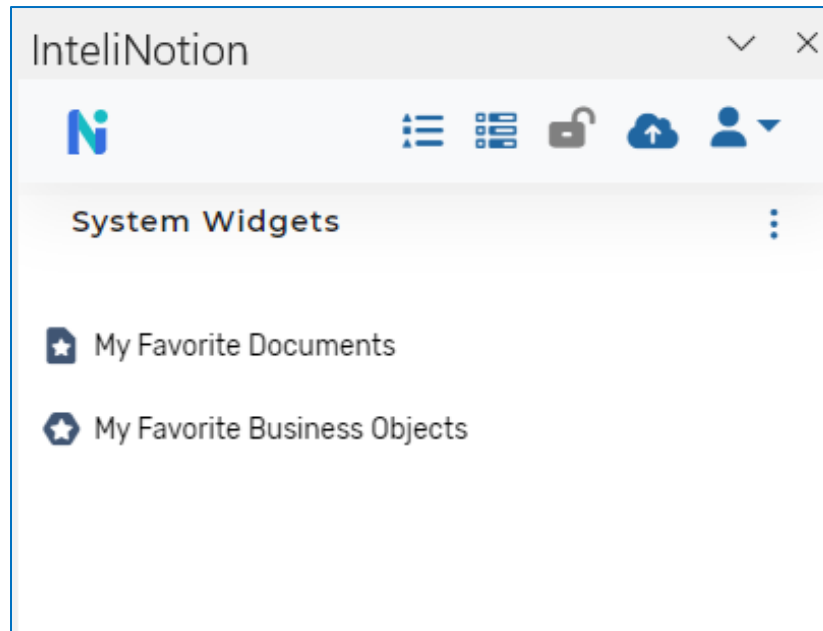 InteliNotion
System Widgets
My Favorite Documents
My Favorite Business Objects